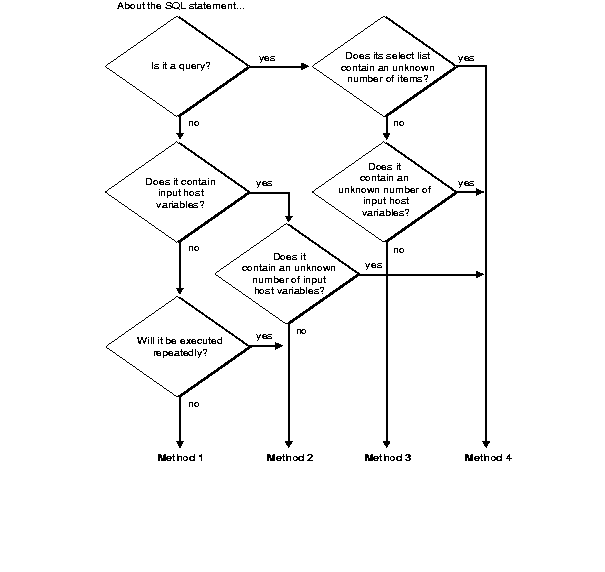 About the SQL statement...
Is it a query?
yes
no
Does its select list
contain an unknown
number of items?
yes
no
Does it contain
input host
variables?
yes
no
Does it
contain an
unknown number of
input host
variables?
yes
no
Does it
contain an unknown
number of input
host variables?
yes
no
Will it be executed
repeatedly?
yes
no
Method 1
Method 2
Method 3
Method 4